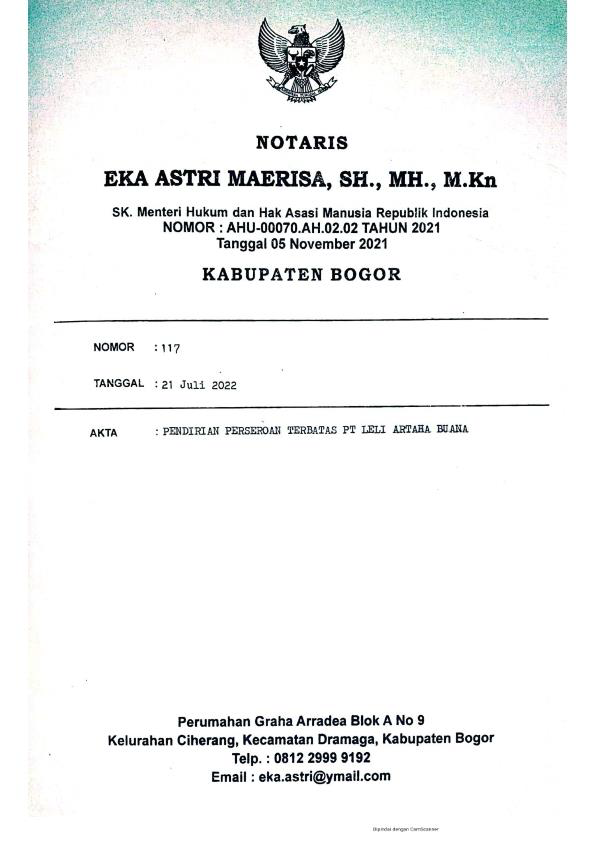 NOTARIS
EKA ASTRI MAERISA, SH., MH., M.Kn
SK. Menteri Hukum dan Hak Asasi Manusia Republik Indonesia
NOMOR : AHU-00070.AH.02.02 TAHUN 2021
Tanggal 05 November 2021
KABUPATEN BOGOR
NOMOR : 117
TANGGAL : 21 Juli 2022
AKTA : PENDIRIAN PERSEROAN TERBATAS PT LELI ARTAHA BUANA
Perumahan Graha Arradea Blok A No 9
Kelurahan Ciherang, Kecamatan Dramaga, Kabupaten Bogor
Telp. : 0812 2999 9192
Email : eka.astri@ymail.com
Dipindai dengan CamScanner